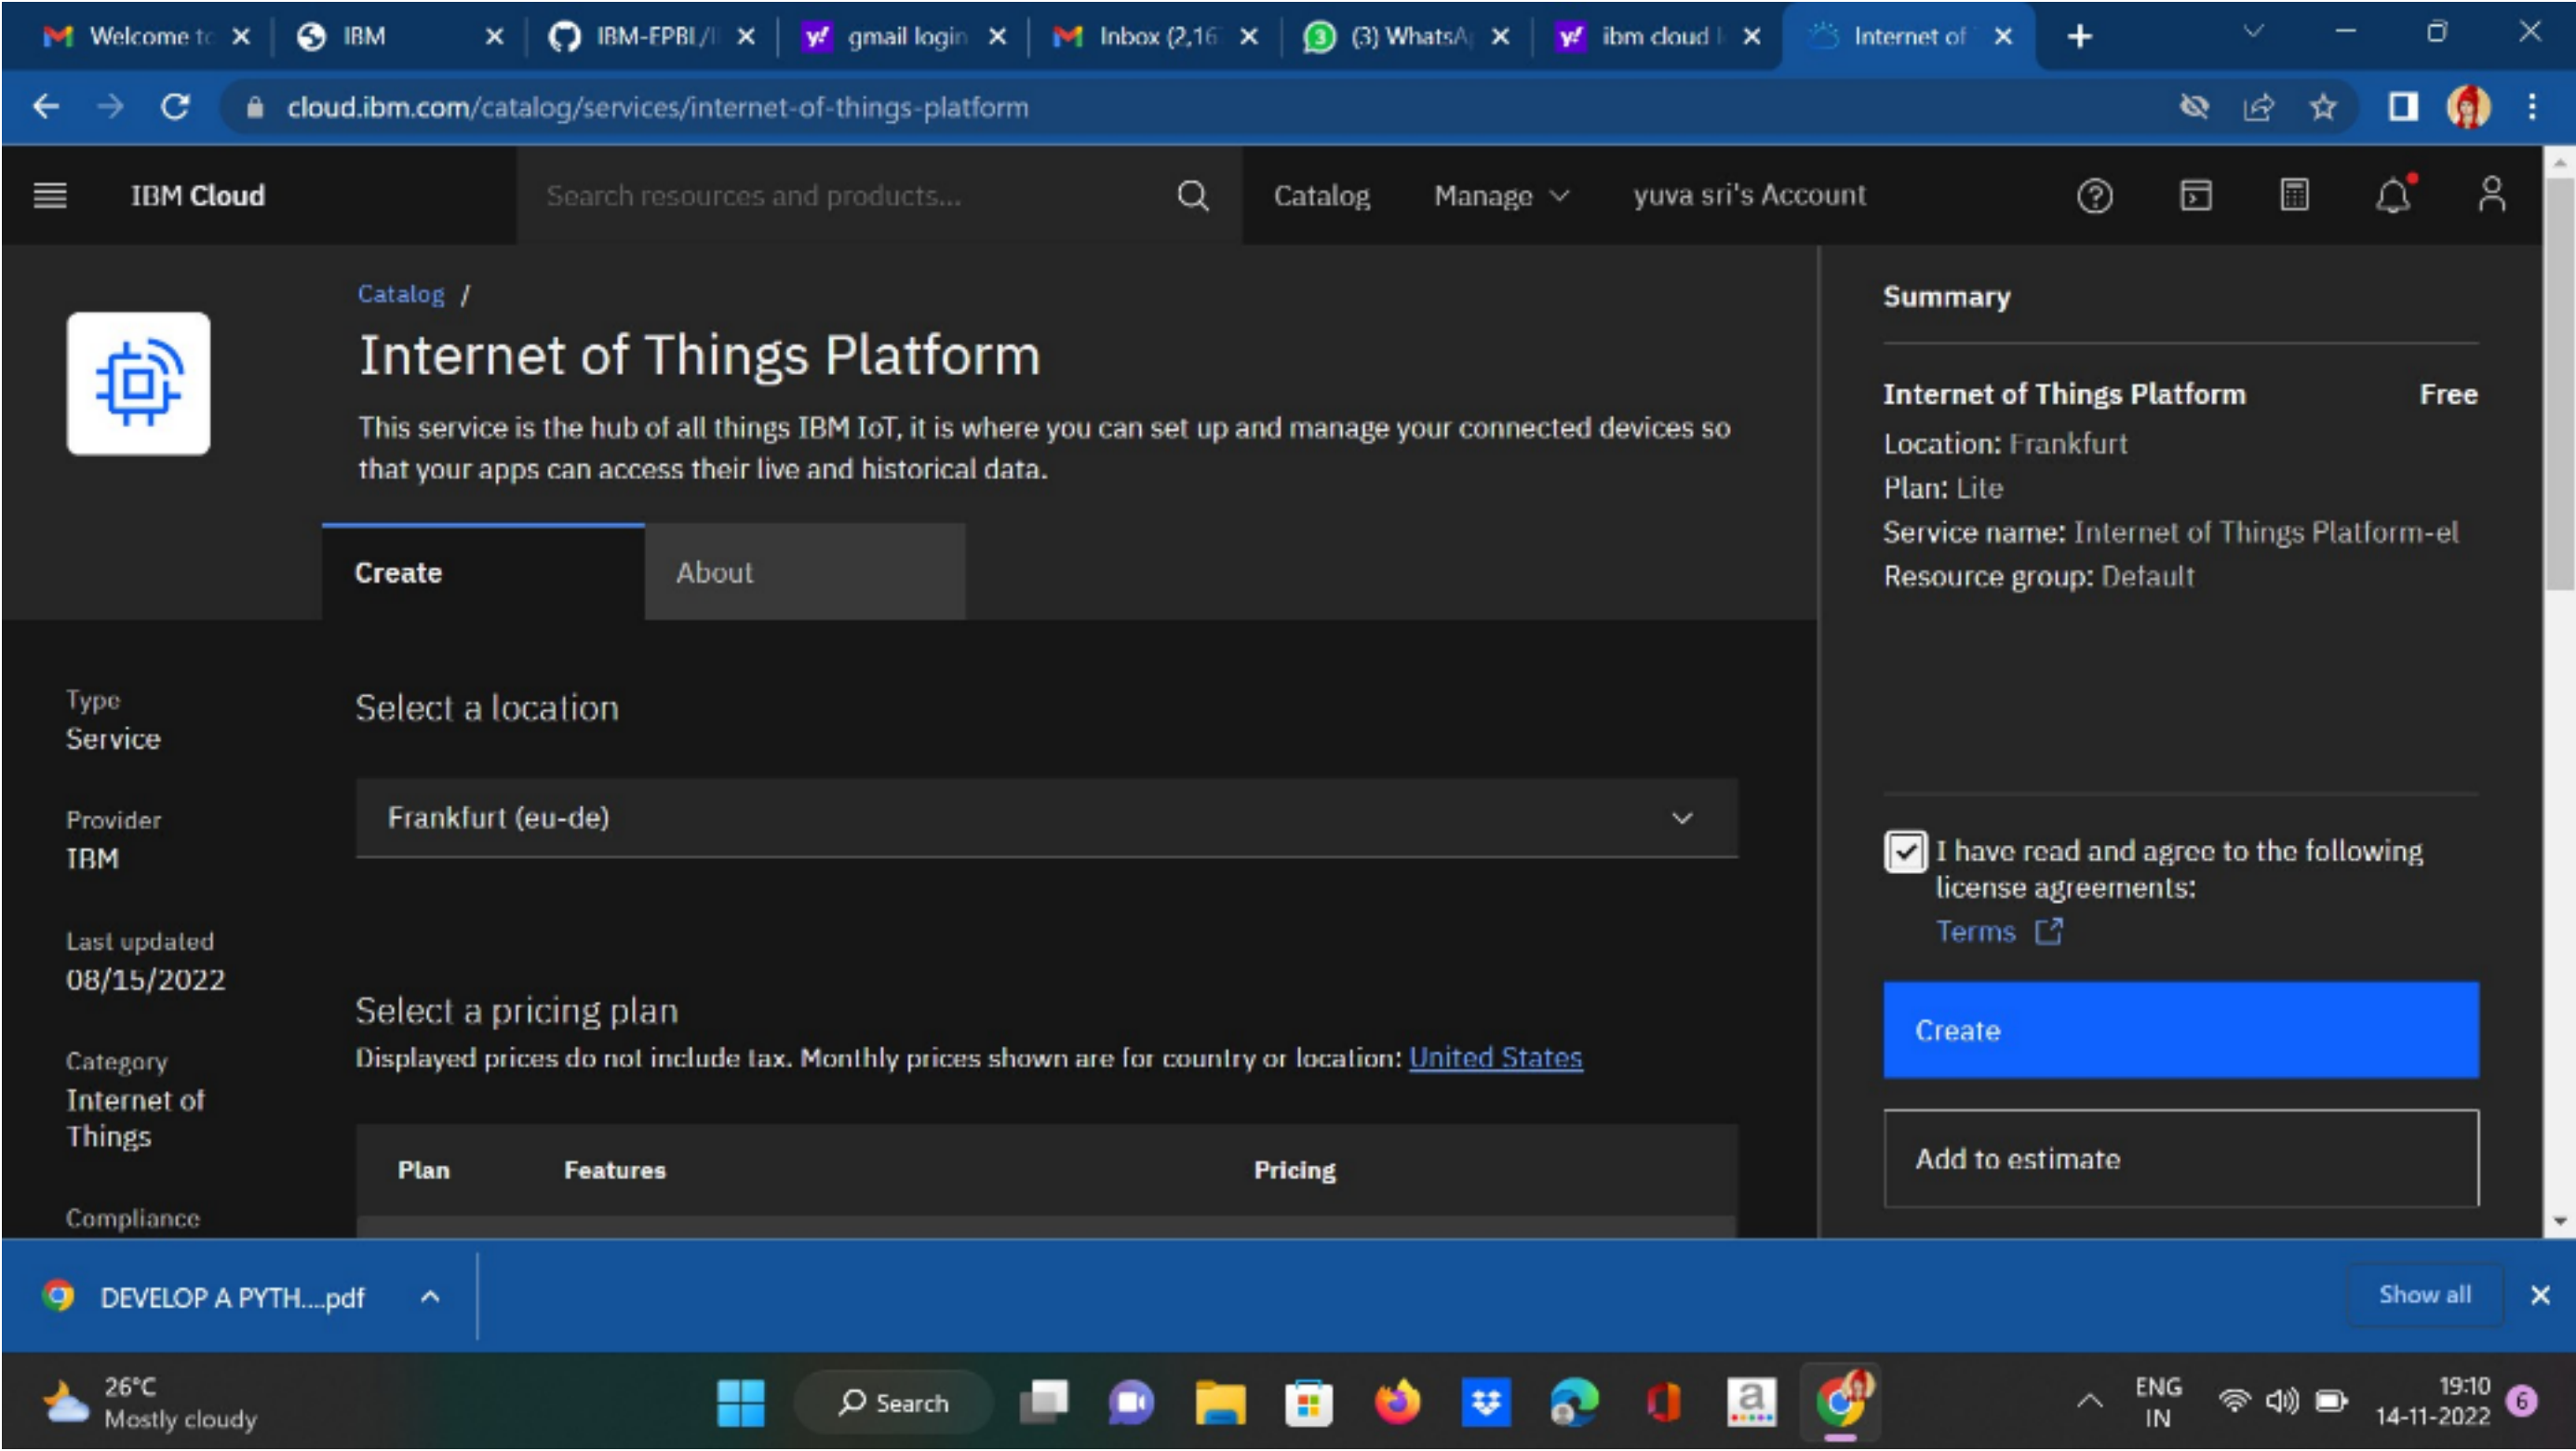 Welcome to
IBM
IBM-EPBL/I
gmail login
Inbox (2,16
(3) WhatsA
ibm cloud l
Internet of
cloud.ibm.com/catalog/services/internet-of-things-platform
IBM Cloud
Search resources and products...
Catalog
Manage
yuva sri's Account
Catalog /
Internet of Things Platform
This service is the hub of all things IBM IoT, it is where you can set up and manage your connected devices so
that your apps can access their live and historical data.
Create
About
Type
Service
Provider
IBM
Last updated
08/15/2022
Category
Internet of
Things
Compliance
Select a location
Frankfurt (eu-de)
Select a pricing plan
Displayed prices do not include tax. Monthly prices shown are for country or location: United States
Plan
Features
Pricing
Summary
Internet of Things Platform
Free
Location: Frankfurt
Plan: Lite
Service name: Internet of Things Platform-el
Resource group: Default
I have read and agree to the following
license agreements:
Terms
Create
Add to estimate
DEVELOP A PYTH....pdf
Show all
26°C
Mostly cloudy
Search
ENG
IN
19:10
14-11-2022
6